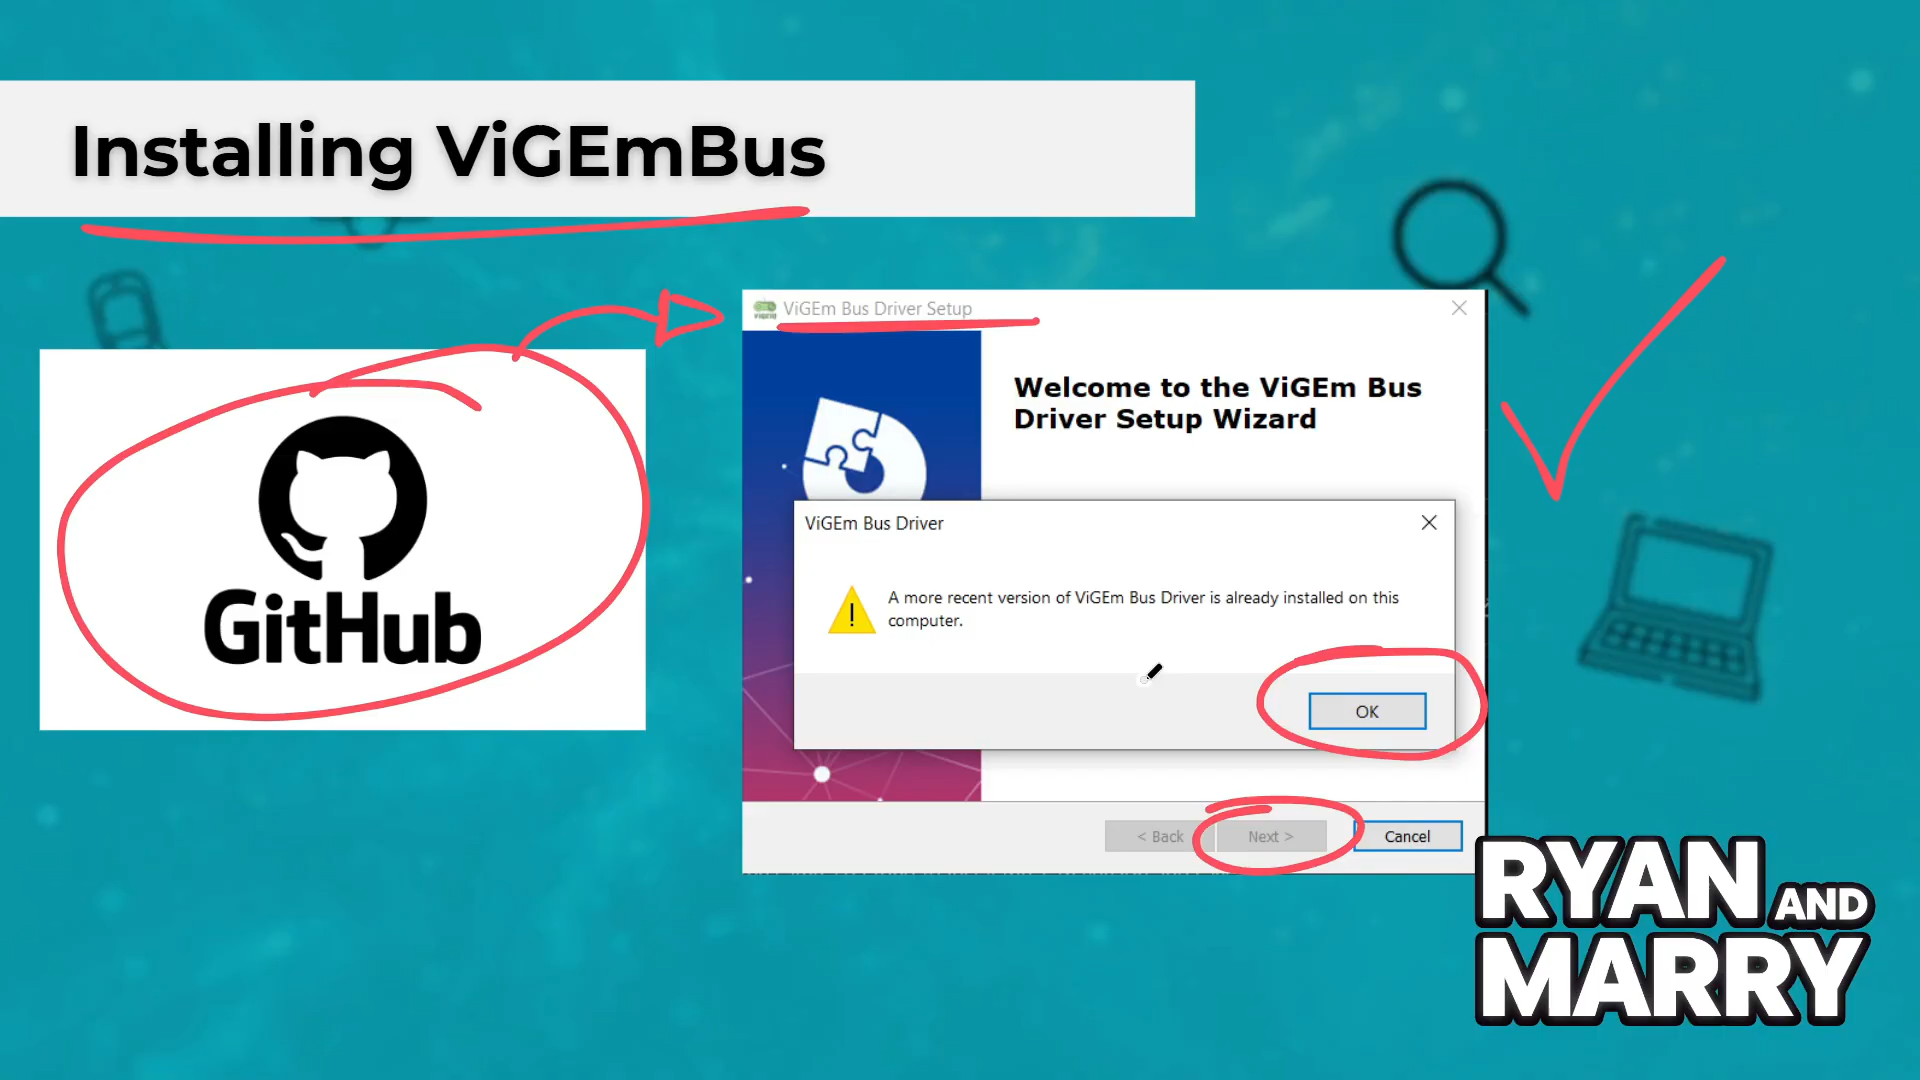 Installing ViGEmBus
GitHub
ViGEm Bus Driver Setup
Welcome to the ViGEm Bus
Driver Setup Wizard
ViGEm Bus Driver
A more recent version of ViGEm Bus Driver is already installed on this
computer.
OK
< Back
Next >
Cancel
RYAN AND
MARRY